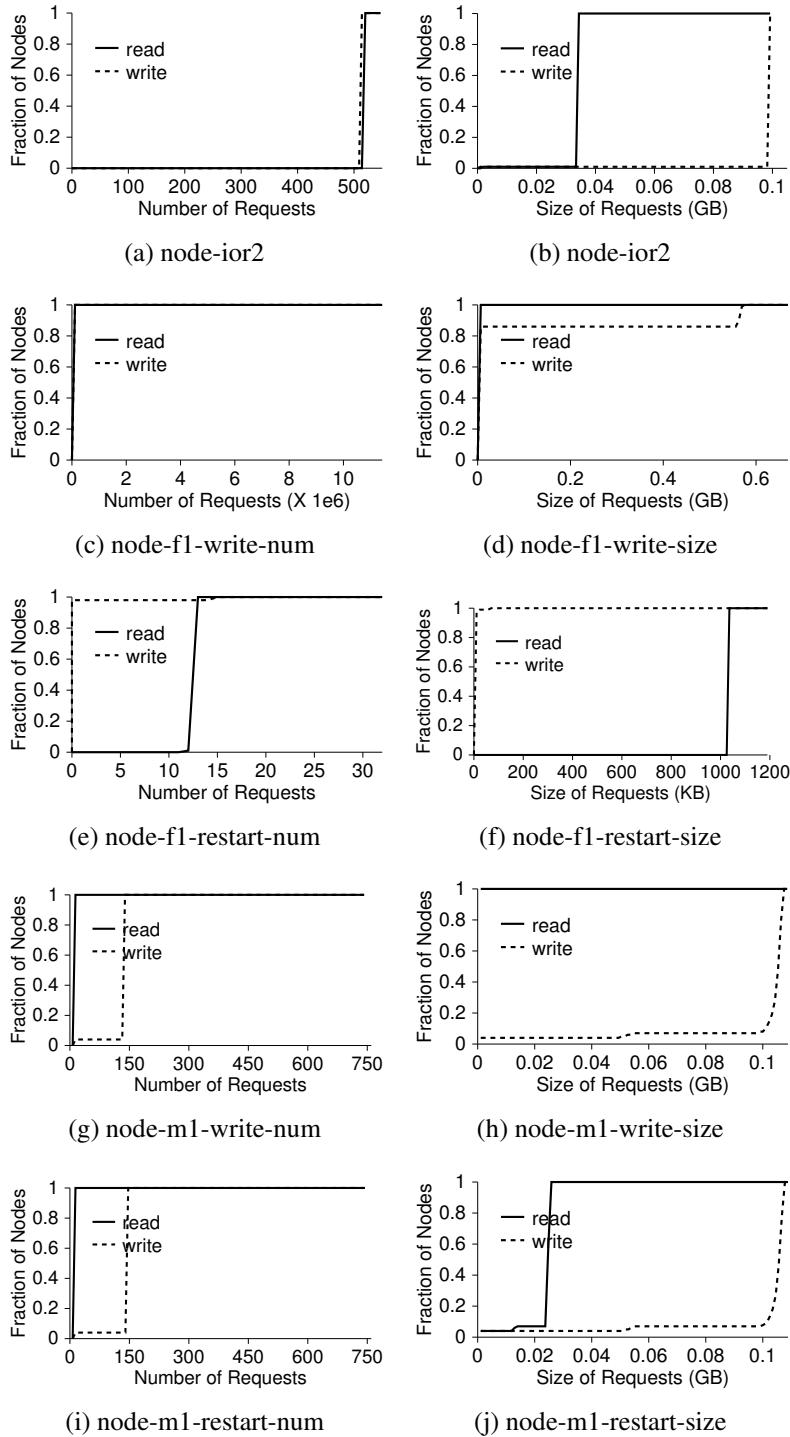 Fraction of Nodes
1
0.8
0.6
0.4
0.2
0
read
write
0 100 200 300 400 500
Number of Requests
(a) node-ior2
Fraction of Nodes
1
0.8
0.6
0.4
0.2
0
read
write
0 0.02 0.04 0.06 0.08 0.1
Size of Requests (GB)
(b) node-ior2
Fraction of Nodes
1
0.8
0.6
0.4
0.2
0
read
write
0 2 4 6 8 10
Number of Requests (X 1e6)
(c) node-f1-write-num
Fraction of Nodes
1
0.8
0.6
0.4
0.2
0
read
write
0 0.2 0.4 0.6
Size of Requests (GB)
(d) node-f1-write-size
Fraction of Nodes
1
0.8
0.6
0.4
0.2
0
read
write
0 5 10 15 20 25 30
Number of Requests
(e) node-f1-restart-num
Fraction of Nodes
1
0.8
0.6
0.4
0.2
0
read
write
0 200 400 600 800 1000 1200
Size of Requests (KB)
(f) node-f1-restart-size
Fraction of Nodes
1
0.8
0.6
0.4
0.2
0
read
write
0 150 300 450 600 750
Number of Requests
(g) node-m1-write-num
Fraction of Nodes
1
0.8
0.6
0.4
0.2
0
read
write
0 0.02 0.04 0.06 0.08 0.1
Size of Requests (GB)
(h) node-m1-write-size
Fraction of Nodes
1
0.8
0.6
0.4
0.2
0
read
write
0 150 300 450 600 750
Number of Requests
(i) node-m1-restart-num
Fraction of Nodes
1
0.8
0.6
0.4
0.2
0
read
write
0 0.02 0.04 0.06 0.08 0.1
Size of Requests (GB)
(j) node-m1-restart-size